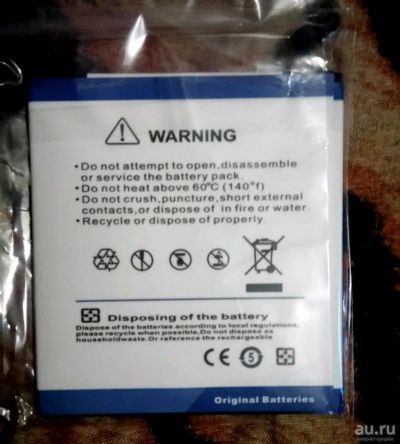 WARNING
•Do not attempt to open,disassemble
or service the battery pack.
•Do not heat above 60℃ (140°f)
•Do not crush,puncture,short external
contacts,or dispose of in fire or water.
•Recycle or dispose of properly.
Disposing of the battery
Dispose of the batteries according to local regulations,
please recycle when possible.Do not dispose as
householdwaste.Or reference the rechargeable
CE 5
Original Batteries
au.ru